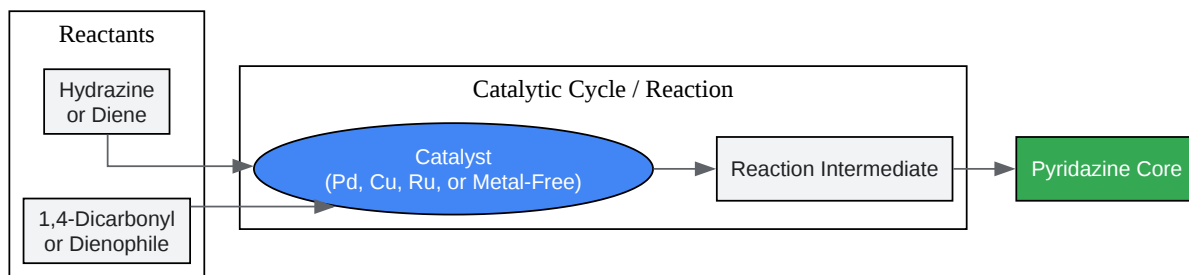 Reactants
Hydrazine
or Diene
1,4-Dicarbonyl
or Dienophile
Catalytic Cycle / Reaction
Catalyst
(Pd, Cu, Ru, or Metal-Free)
Reaction Intermediate
Pyridazine Core